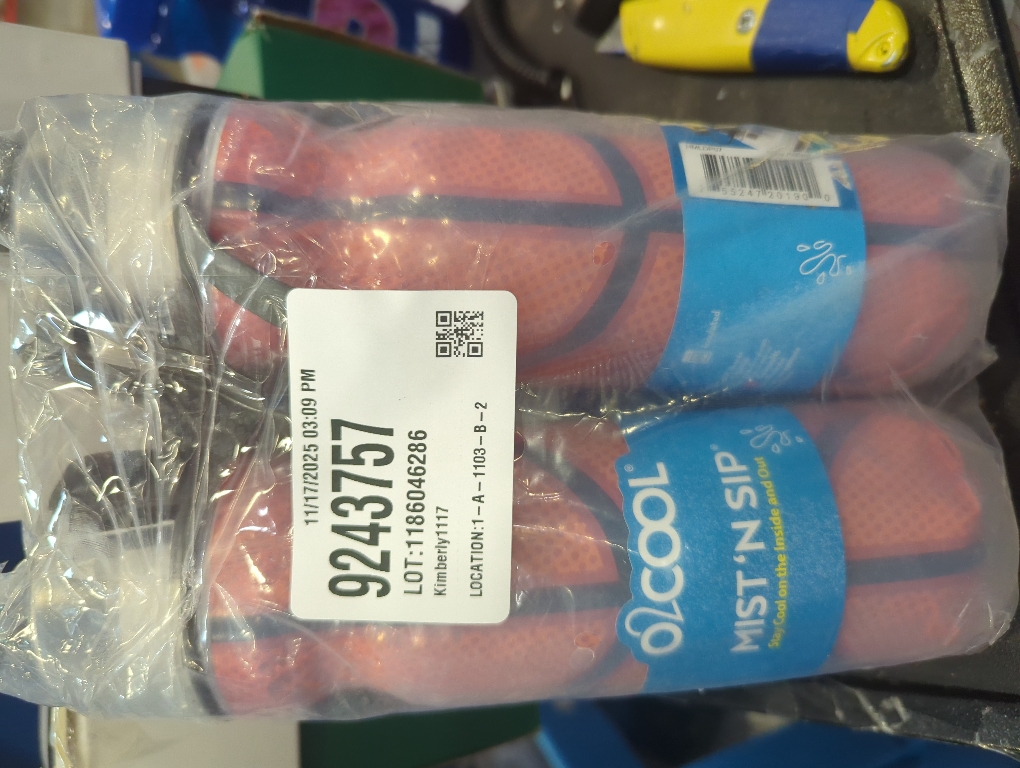 11/17/2025 03:09 PM
9243757
LOT:1186046286
Kimberly1117
LOCATION:1-A-1103-B-2
O2COOL®
MIST 'N SIP®
Stay Cool on the Inside and Out